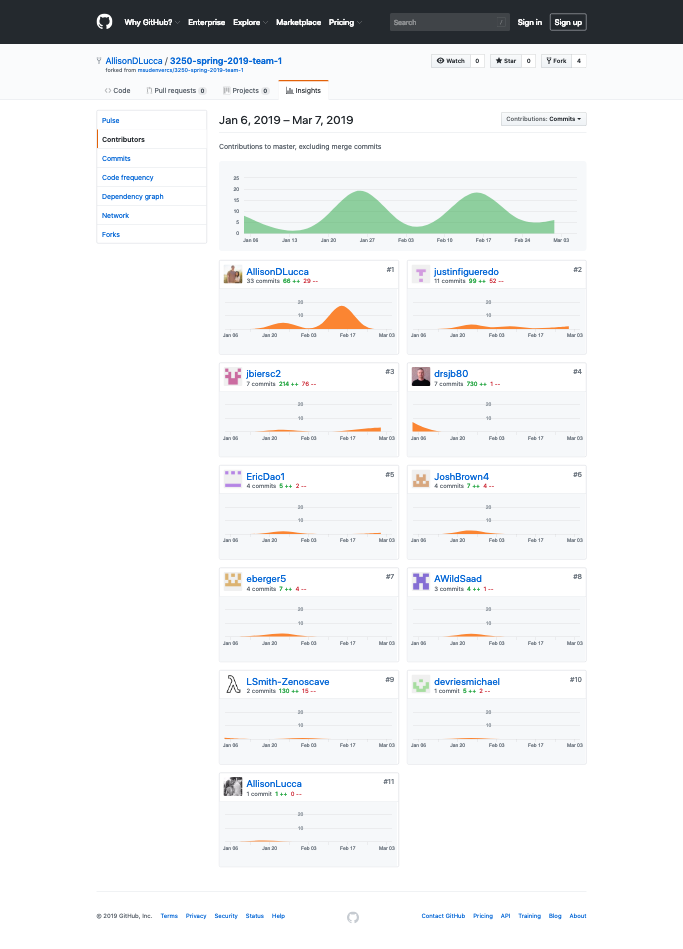 Why GitHub? Enterprise Explore Marketplace Pricing Search / Sign in Sign up
AllisonDLucca / 3250-spring-2019-team-1 Watch 0 Star 0 Fork 4
forked from msudenvercs/3250-spring-2019-team-1
Code Pull requests 0 Projects 0 Insights
Pulse
Contributors
Commits
Code frequency
Dependency graph
Network
Forks
Jan 6, 2019 – Mar 7, 2019 Contributions: Commits
Contributions to master, excluding merge commits
25
20
15
10
5
0
Jan 06 Jan 13 Jan 20 Jan 27 Feb 03 Feb 10 Feb 17 Feb 24 Mar 03
AllisonDLucca #1
33 commits 66 ++ 29 --
20
10
Jan 06 Jan 20 Feb 03 Feb 17 Mar 03
justinfigueredo #2
11 commits 99 ++ 52 --
20
10
Jan 06 Jan 20 Feb 03 Feb 17 Mar 03
jbiersc2 #3
7 commits 214 ++ 76 --
20
10
Jan 06 Jan 20 Feb 03 Feb 17 Mar 03
drsjb80 #4
7 commits 730 ++ 1 --
20
10
Jan 06 Jan 20 Feb 03 Feb 17 Mar 03
EricDao1 #5
4 commits 5 ++ 2 --
20
10
Jan 06 Jan 20 Feb 03 Feb 17 Mar 03
JoshBrown4 #6
4 commits 7 ++ 4 --
20
10
Jan 06 Jan 20 Feb 03 Feb 17 Mar 03
eberger5 #7
4 commits 7 ++ 4 --
20
10
Jan 06 Jan 20 Feb 03 Feb 17 Mar 03
AWildSaad #8
3 commits 4 ++ 1 --
20
10
Jan 06 Jan 20 Feb 03 Feb 17 Mar 03
LSmith-Zenoscave #9
2 commits 130 ++ 15 --
20
10
Jan 06 Jan 20 Feb 03 Feb 17 Mar 03
devriesmichael #10
1 commit 5 ++ 2 --
20
10
Jan 06 Jan 20 Feb 03 Feb 17 Mar 03
AllisonLucca #11
1 commit 1 ++ 0 --
20
10
Jan 06 Jan 20 Feb 03 Feb 17 Mar 03
© 2019 GitHub, Inc. Terms Privacy Security Status Help Contact GitHub Pricing API Training Blog About